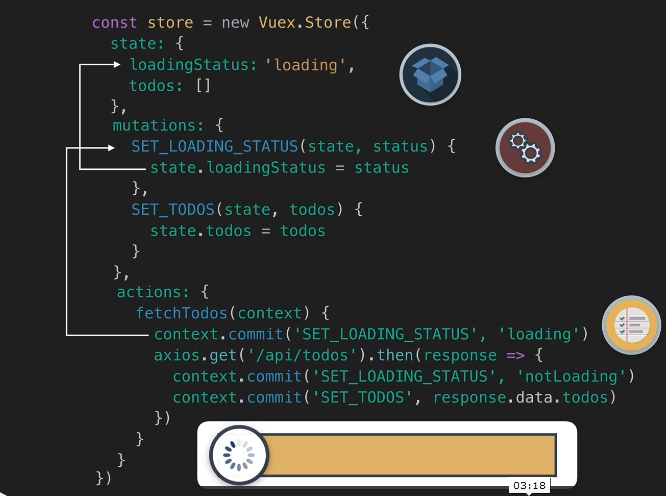 const store = new Vuex.Store({
state: {
loadingStatus: 'loading',
todos: []
},
mutations: {
SET_LOADING_STATUS(state, status) {
state.loadingStatus = status
},
SET_TODOS(state, todos) {
state.todos = todos
}
},
actions: {
fetchTodos(context) {
context.commit('SET_LOADING_STATUS', 'loading')
axios.get('/api/todos').then(response => {
context.commit('SET_LOADING_STATUS', 'notLoading')
context.commit('SET_TODOS', response.data.todos)
})
}
}
})
03:18